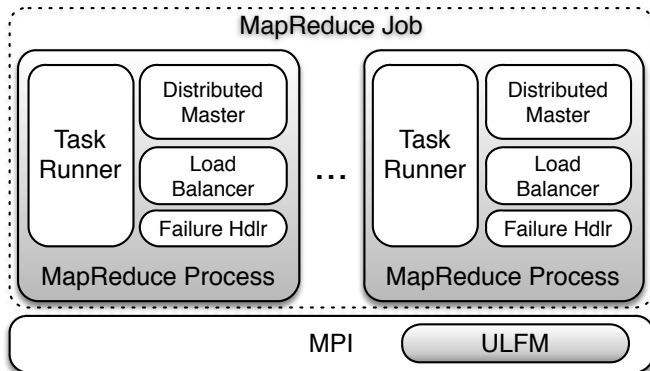 MapReduce Job
Task
Runner
Distributed
Master
Load
Balancer
Failure Hdlr
MapReduce Process
...
Task
Runner
Distributed
Master
Load
Balancer
Failure Hdlr
MapReduce Process
MPI
ULFM